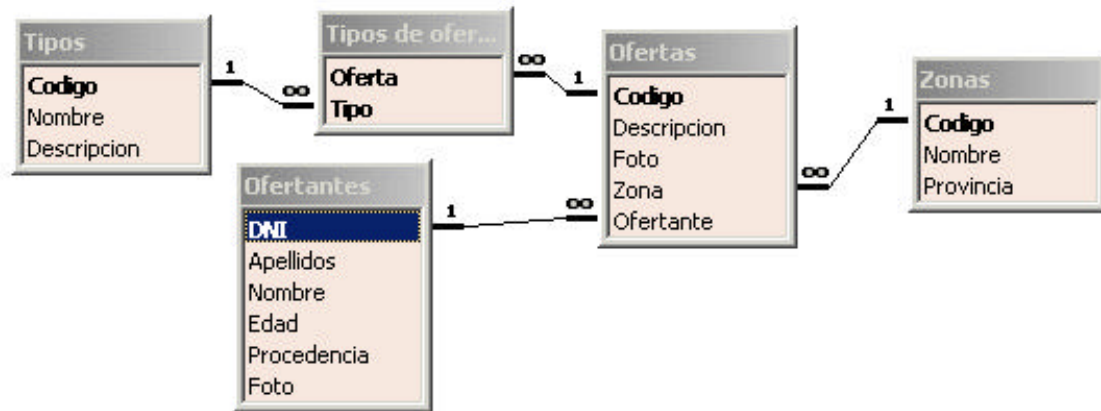 Tipos
Codigo
Nombre
Descripcion
1
∞
Tipos de ofer...
Oferta
Tipo
∞
1
Ofertas
Codigo
Descripcion
Foto
Zona
Ofertante
1
∞
Zonas
Codigo
Nombre
Provincia
Ofertantes
DNI
Apellidos
Nombre
Edad
Procedencia
Foto
1
∞